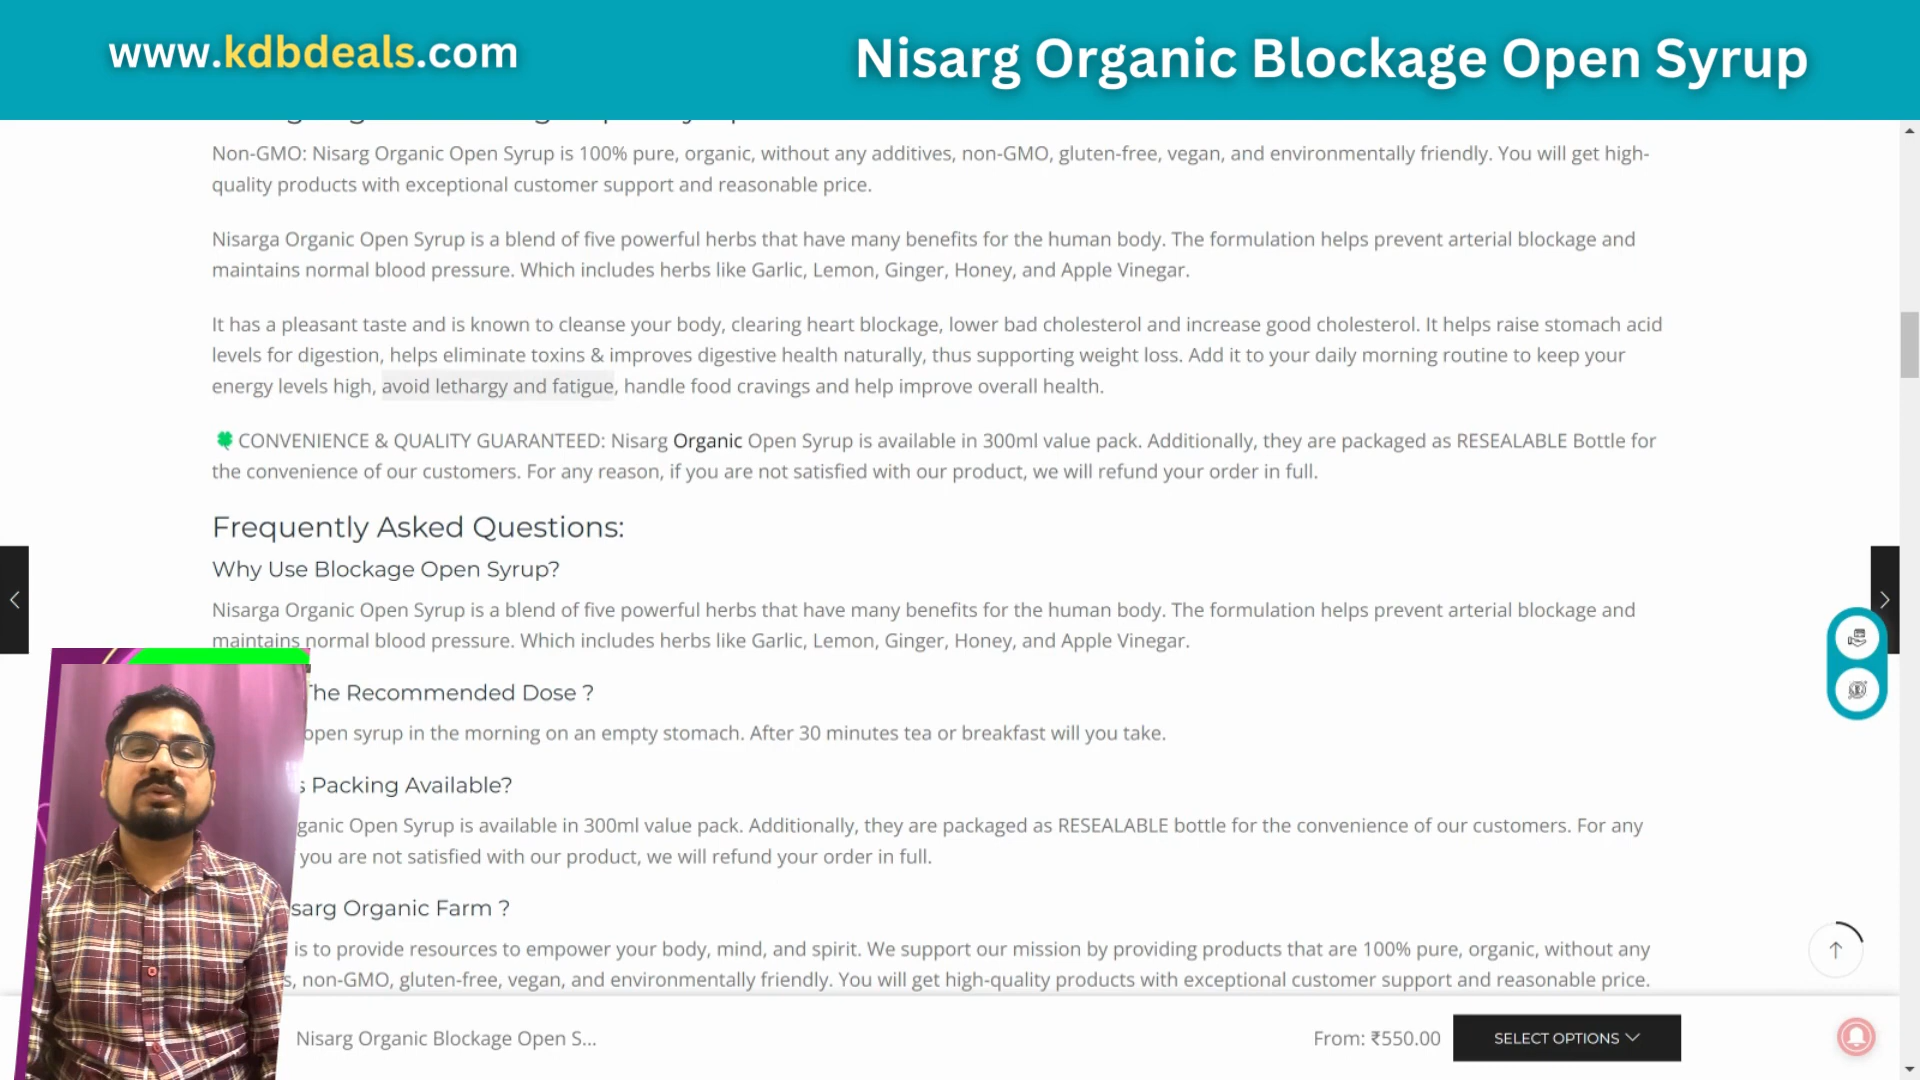 www.kdbdeals.com
Nisarg Organic Blockage Open Syrup
Non-GMO: Nisarg Organic Open Syrup is 100% pure, organic, without any additives, non-GMO, gluten-free, vegan, and environmentally friendly. You will get high-
quality products with exceptional customer support and reasonable price.
Nisarga Organic Open Syrup is a blend of five powerful herbs that have many benefits for the human body. The formulation helps prevent arterial blockage and
maintains normal blood pressure. Which includes herbs like Garlic, Lemon, Ginger, Honey, and Apple Vinegar.
It has a pleasant taste and is known to cleanse your body, clearing heart blockage, lower bad cholesterol and increase good cholesterol. It helps raise stomach acid
levels for digestion, helps eliminate toxins & improves digestive health naturally, thus supporting weight loss. Add it to your daily morning routine to keep your
energy levels high, avoid lethargy and fatigue, handle food cravings and help improve overall health.
CONVENIENCE & QUALITY GUARANTEED: Nisarg Organic Open Syrup is available in 300ml value pack. Additionally, they are packaged as RESEALABLE Bottle for
the convenience of our customers. For any reason, if you are not satisfied with our product, we will refund your order in full.
Frequently Asked Questions:
Why Use Blockage Open Syrup?
Nisarga Organic Open Syrup is a blend of five powerful herbs that have many benefits for the human body. The formulation helps prevent arterial blockage and
maintains normal blood pressure. Which includes herbs like Garlic, Lemon, Ginger, Honey, and Apple Vinegar.
The Recommended Dose ?
open syrup in the morning on an empty stomach. After 30 minutes tea or breakfast will you take.
Packing Available?
Open Syrup is available in 300ml value pack. Additionally, they are packaged as RESEALABLE bottle for the convenience of our customers. For any
you are not satisfied with our product, we will refund your order in full.
Organic Farm ?
is to provide resources to empower your body, mind, and spirit. We support our mission by providing products that are 100% pure, organic, without any
non-GMO, gluten-free, vegan, and environmentally friendly. You will get high-quality products with exceptional customer support and reasonable price.
Nisarg Organic Blockage Open S...
From: ₹550.00
SELECT OPTIONS